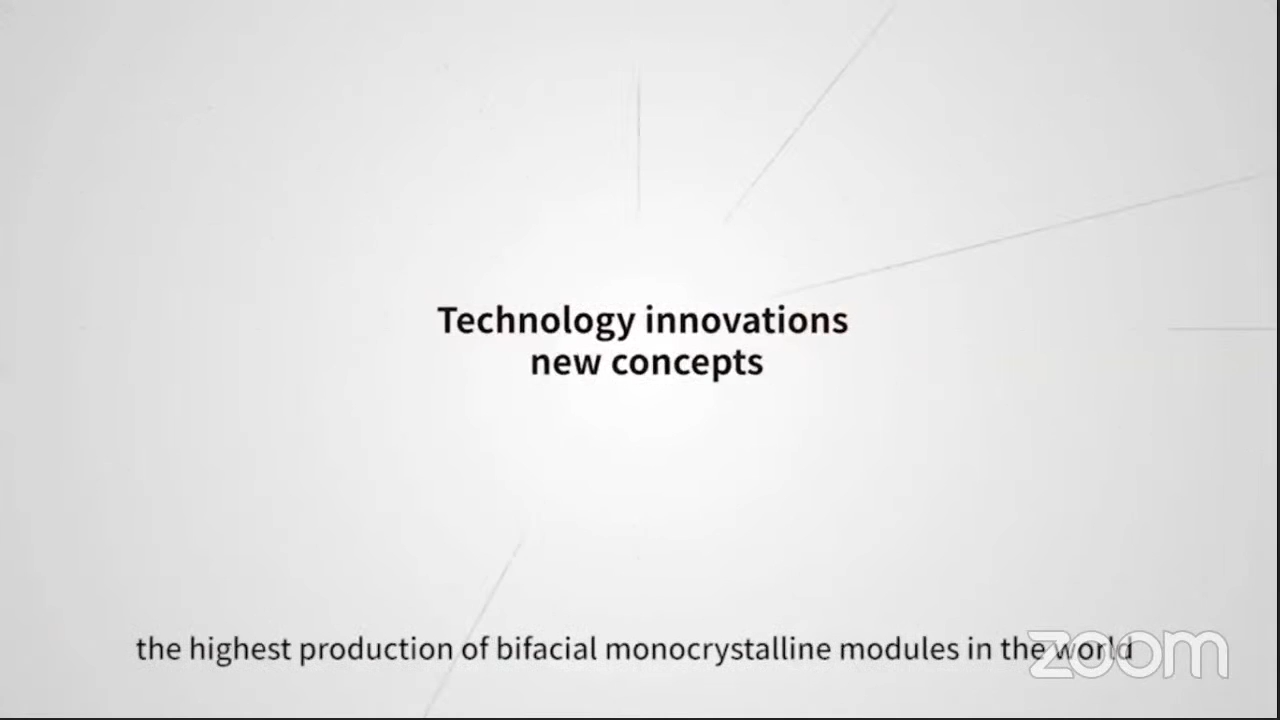 Technology innovations
new concepts
the highest production of bifacial monocrystalline modules in the world
zoom